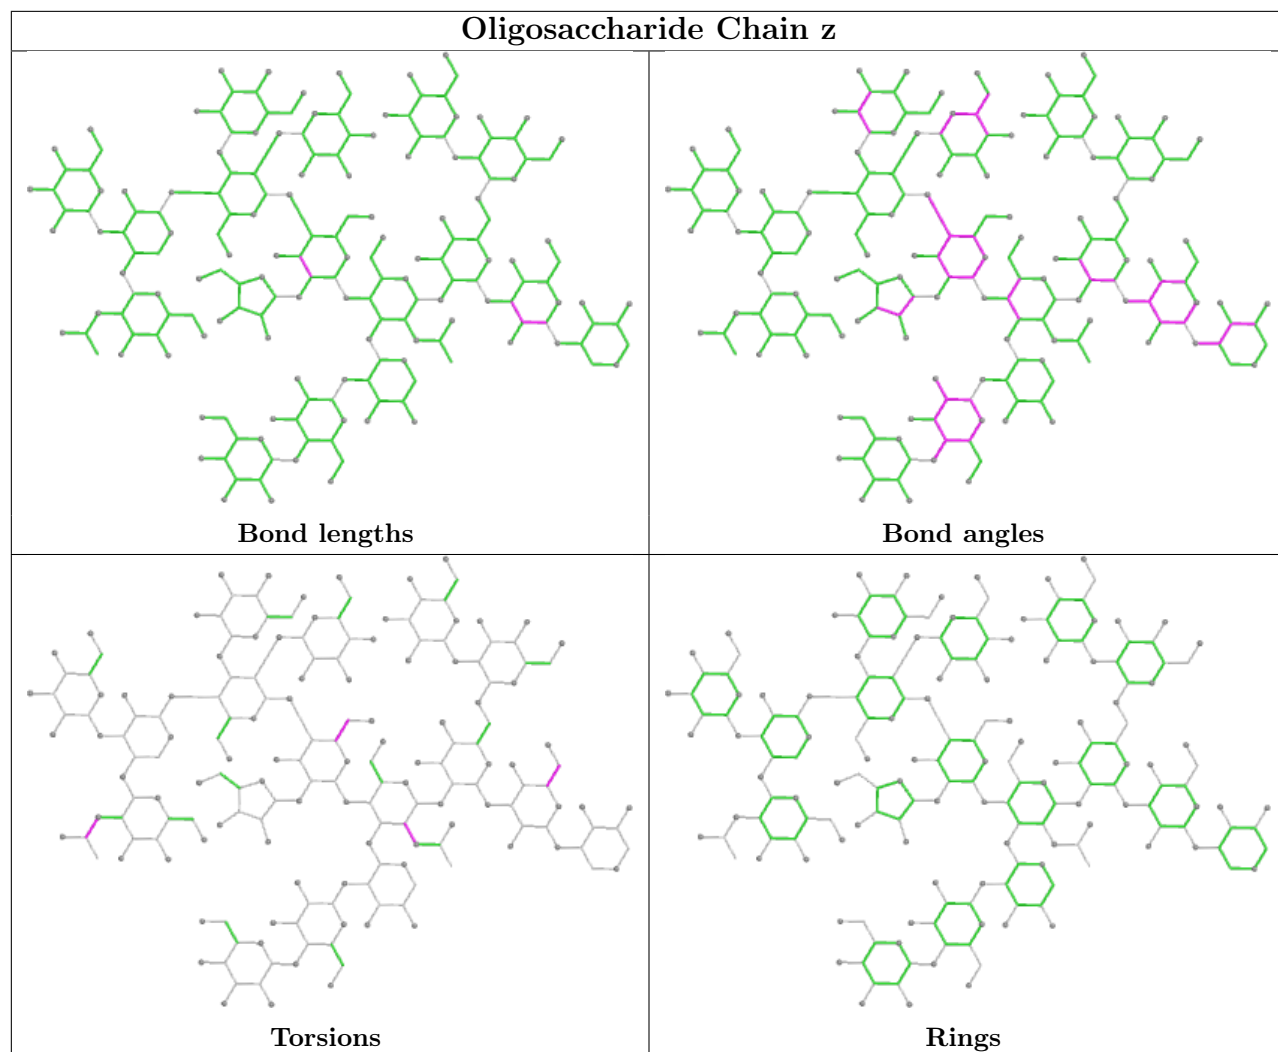 Oligosaccharide Chain z
Bond lengths
Bond angles
Torsions
Rings